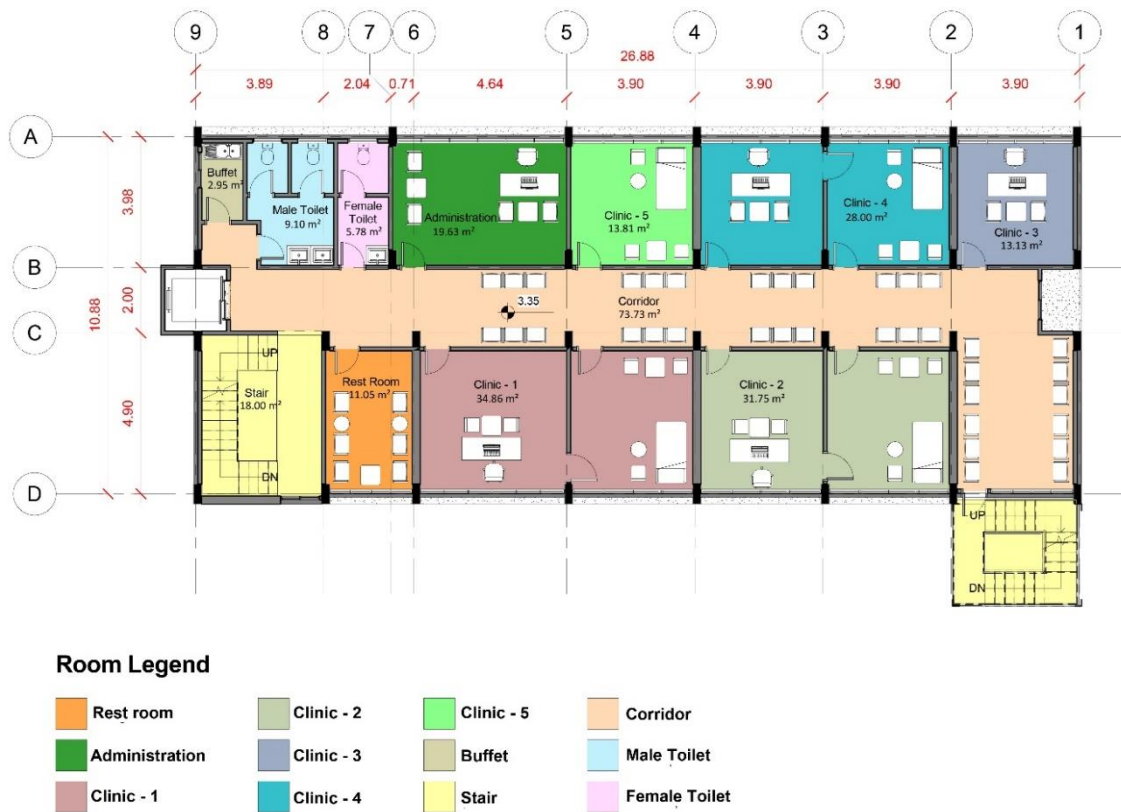 9 8 7 6 5 4 3 2 1
26.88
3.89 2.04 0.71 4.64 3.90 3.90 3.90 3.90
A
B
C
D
3.98
2.00
4.90
10.88
Buffet
2.95 m²
Male Toilet
9.10 m²
Female
Toilet
5.78 m²
Administration
19.63 m²
Clinic - 5
13.81 m²
Clinic - 4
28.00 m²
Clinic - 3
13.13 m²
3.35
Corridor
73.73 m²
UP
Stair
18.00 m²
DN
Rest Room
11.05 m²
Clinic - 1
34.86 m²
Clinic - 2
31.75 m²
UP
DN
Room Legend
Rest room
Clinic - 2
Clinic - 5
Corridor
Administration
Clinic - 3
Buffet
Male Toilet
Clinic - 1
Clinic - 4
Stair
Female Toilet